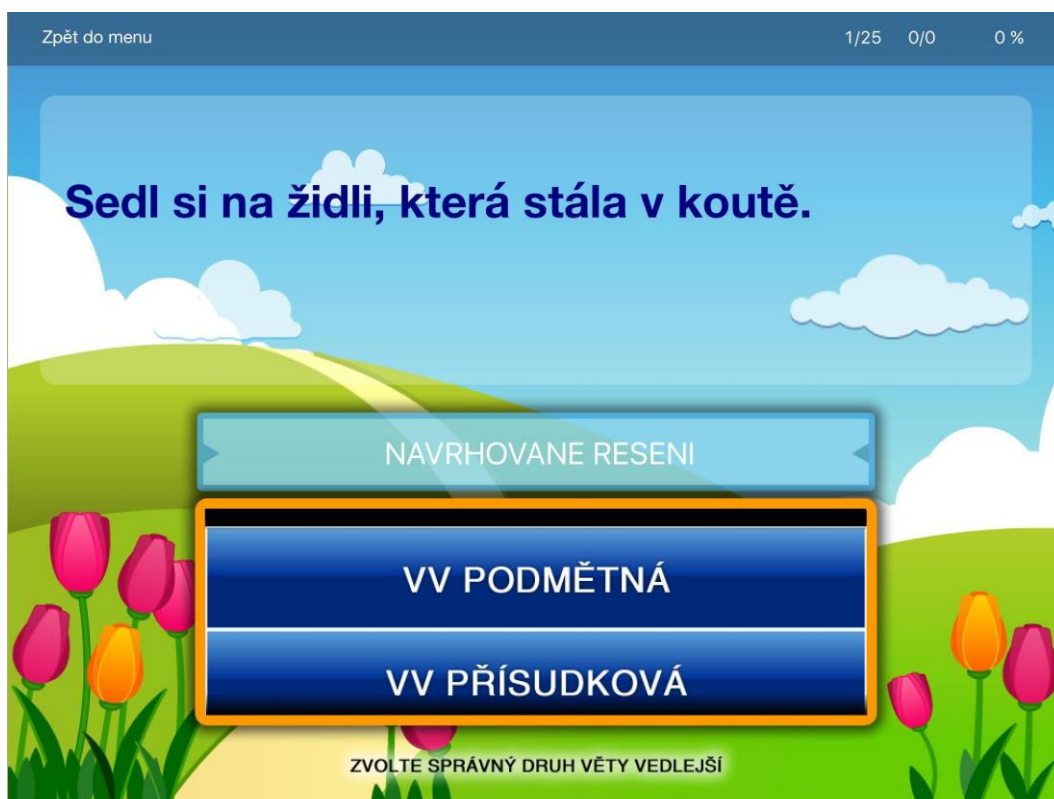 Zpět do menu 1/25 0/0 0 %
Sedl si na židli, která stála v koutě.
NAVRHOVANE RESENI
VV PODMĚTNÁ
VV PŘÍSUDKOVÁ
ZVOLTE SPRÁVNÝ DRUH VĚTY VEDLEJŠÍ